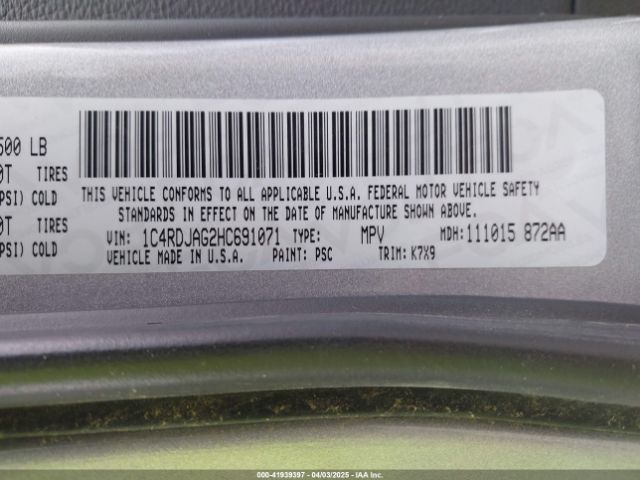 500 LB
0T TIRES
PSI) COLD
0T TIRES
PSI) COLD
THIS VEHICLE CONFORMS TO ALL APPLICABLE U.S.A. FEDERAL MOTOR VEHICLE SAFETY
STANDARDS IN EFFECT ON THE DATE OF MANUFACTURE SHOWN ABOVE.
VIN: 1C4RDJAG2HC691071 TYPE: MPV MDH: 111015 872AA
VEHICLE MADE IN U.S.A. PAINT: PSC TRIM: K7X9
000-41939397 - 04/03/2025 - IAA Inc.